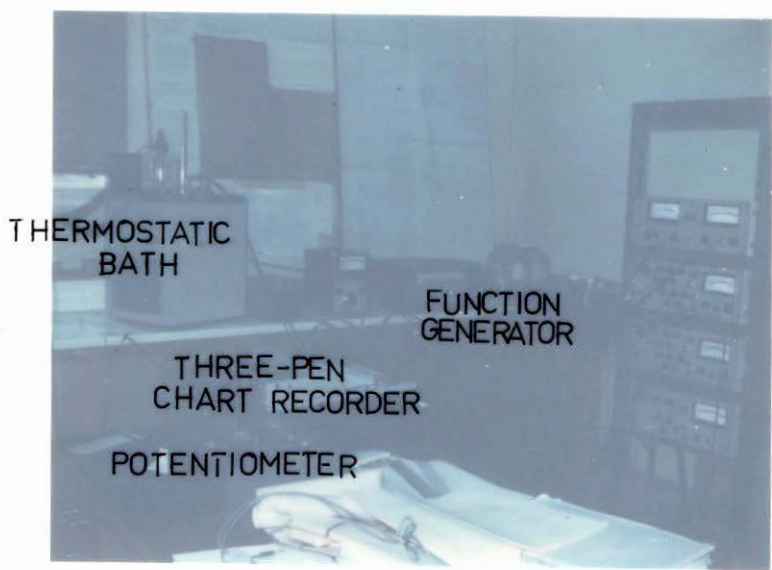 THERMOSTATIC
BATH
FUNCTION
GENERATOR
THREE-PEN
CHART RECORDER
POTENTIOMETER